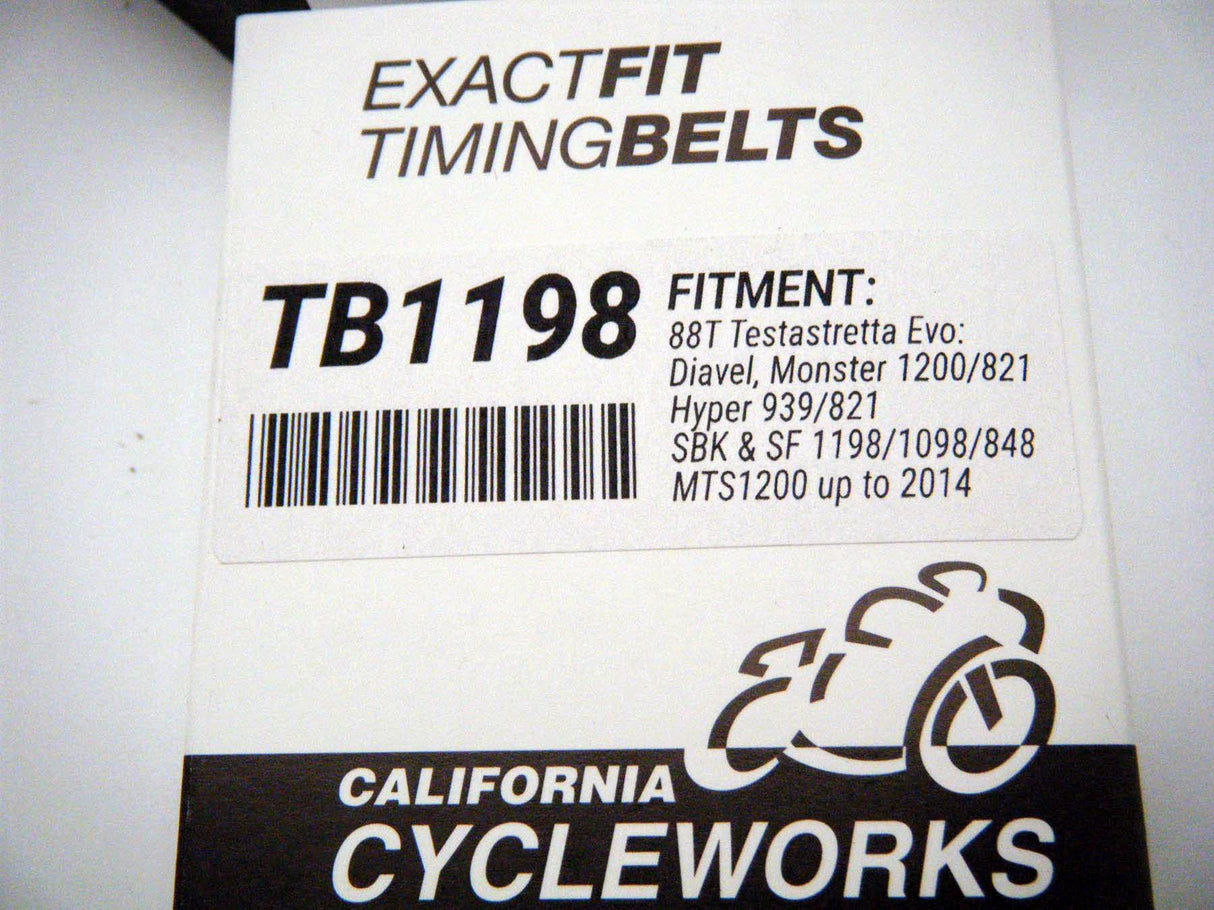 EXACTFIT
TIMINGBELTS
TB1198
FITMENT:
88T Testastretta Evo:
Diavel, Monster 1200/821
Hyper 939/821
SBK & SF 1198/1098/848
MTS1200 up to 2014
CALIFORNIA
CYCLEWORKS